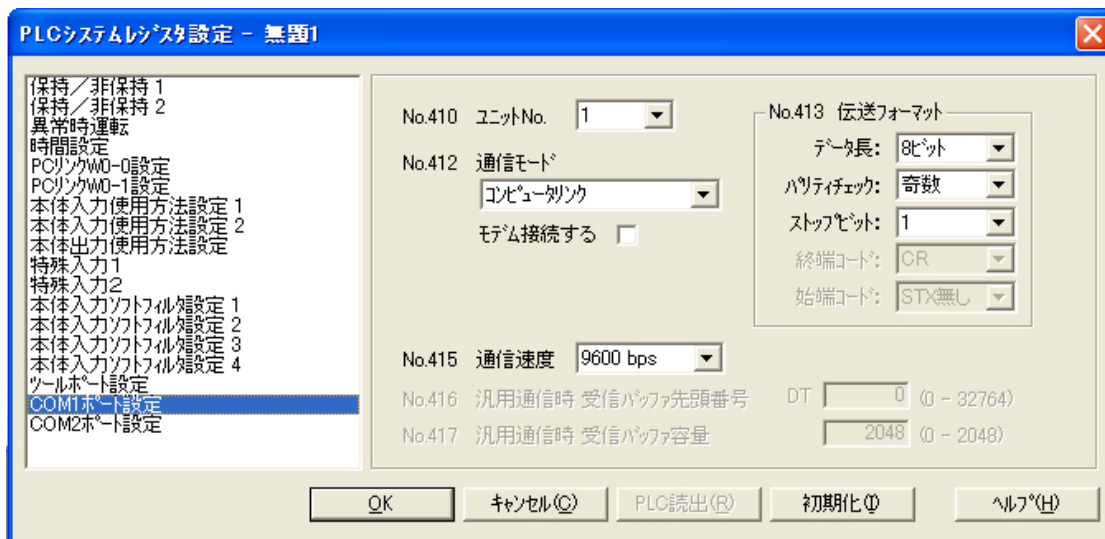 PLCシステムレジスタ設定 - 無題1
保持／非保持 1
保持／非保持 2
異常時運転
時間設定
PCリンクW0-0設定
PCリンクW0-1設定
本体入力使用方法設定 1
本体入力使用方法設定 2
本体出力使用方法設定
特殊入力1
特殊入力2
本体入力ソフトフィルタ設定 1
本体入力ソフトフィルタ設定 2
本体入力ソフトフィルタ設定 3
本体入力ソフトフィルタ設定 4
ツールポート設定
COM1ポート設定
COM2ポート設定
No.410 ユニットNo. 1
No.412 通信モード
コンピュータリンク
モデム接続する
No.413 伝送フォーマット
データ長: 8ビット
パリティチェック: 奇数
ストップビット: 1
終端コード: CR
始端コード: STX無し
No.415 通信速度 9600 bps
No.416 汎用通信時 受信バッファ先頭番号 DT 0 (0 - 32764)
No.417 汎用通信時 受信バッファ容量 2048 (0 - 2048)
OK キャンセル(C) PLC読出(R) 初期化(I) ヘルプ(H)